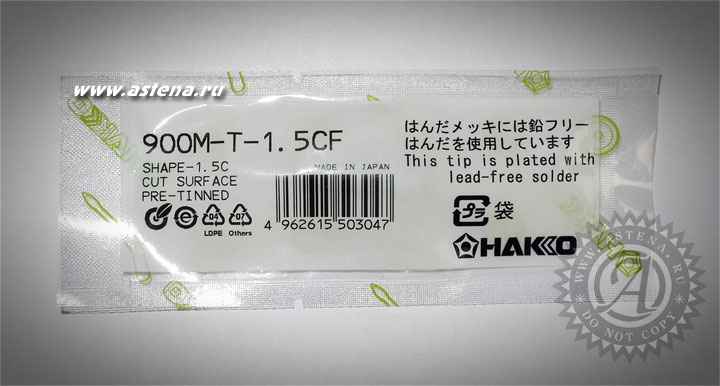 www.astena.ru
900M-T-1.5CF
SHAPE-1.5C
CUT SURFACE
PRE-TINNED
MADE IN JAPAN
04 07
LDPE Others
4 962615 503047
はんだメッキには鉛フリー
はんだを使用しています
This tip is plated with
lead-free solder
プラ 袋
HAKKO
WWW.ASTENA.RU
A
DO NOT COPY